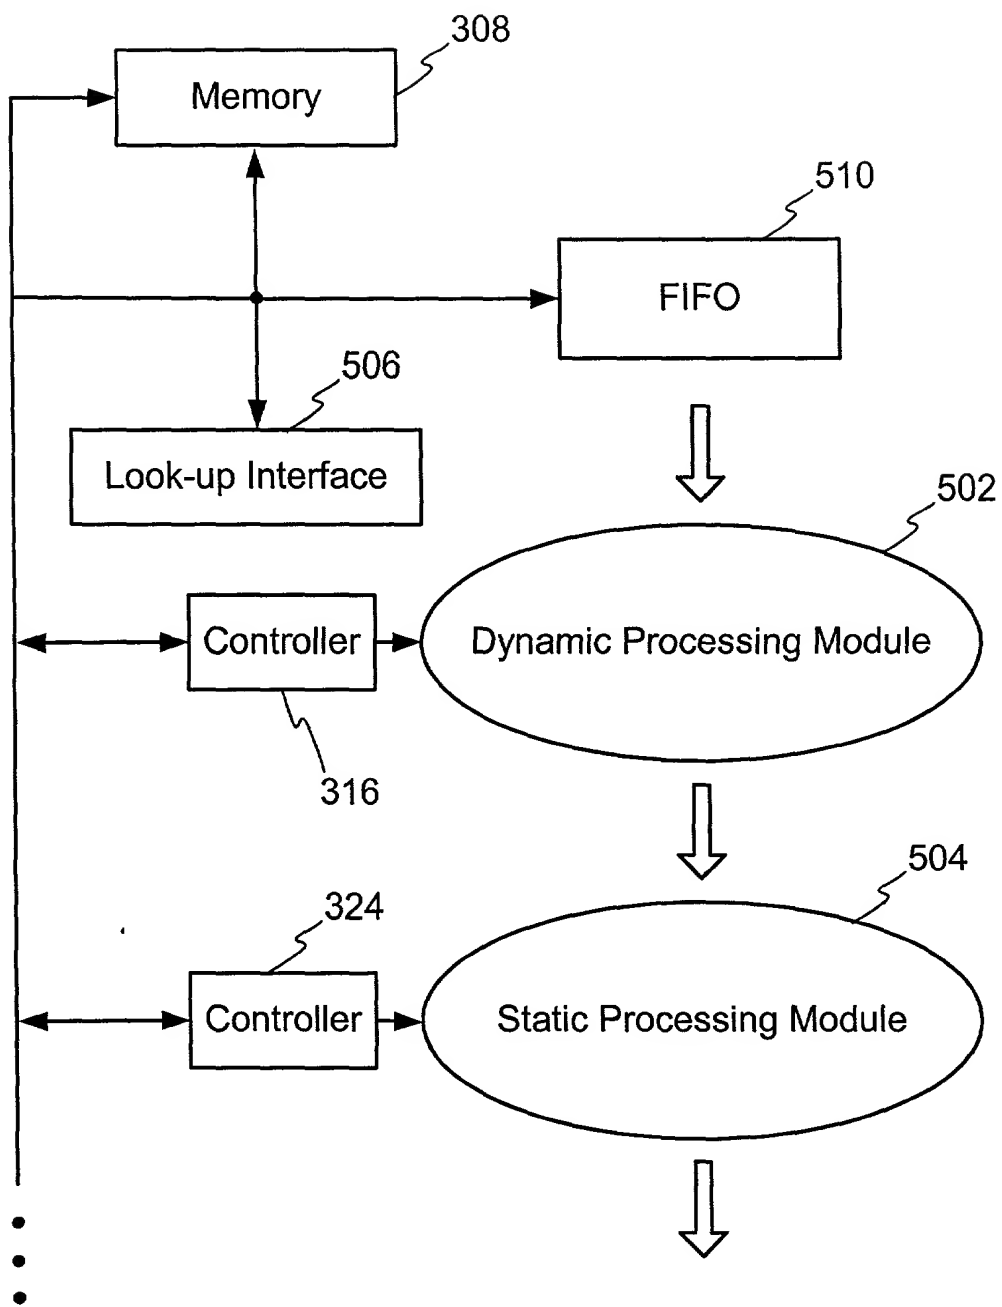 308
Memory
510
FIFO
506
Look-up Interface
502
Controller
Dynamic Processing Module
316
504
324
Controller
Static Processing Module